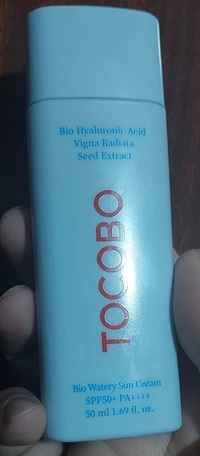 Bio Hyaluronic Acid
Vigna Radiata
Seed Extract
TOCOBO
Bio Watery Sun Cream
SPF50+ PA++++
50 ml 1.69 fl. oz.